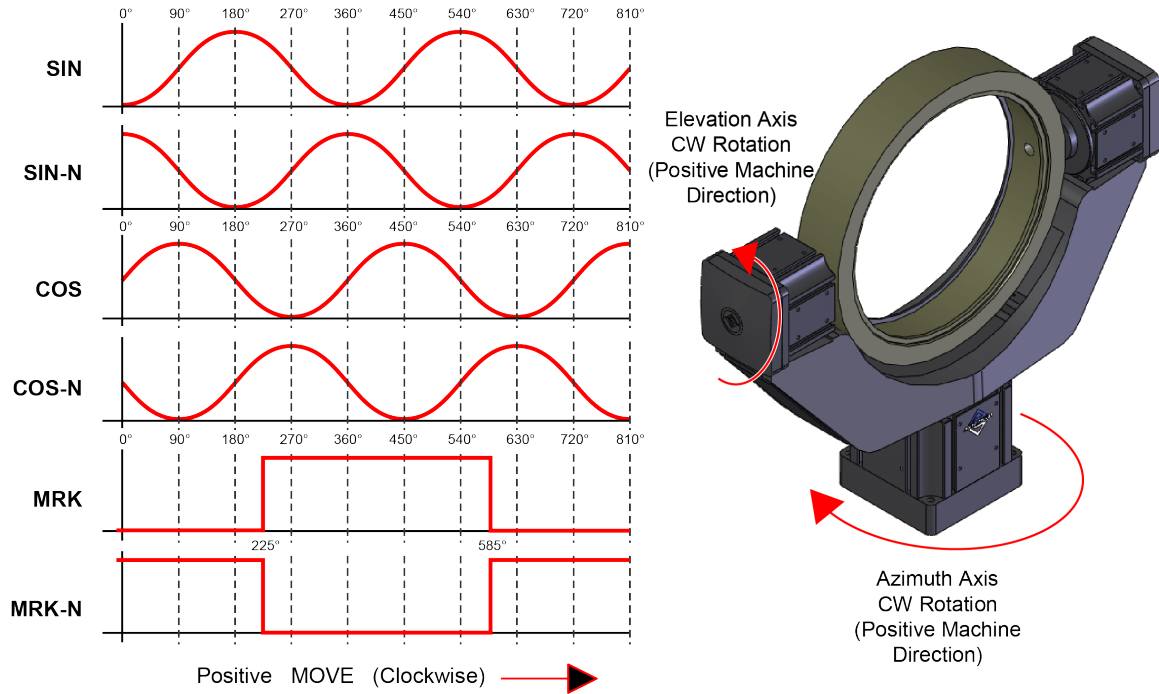 0° 90° 180° 270° 360° 450° 540° 630° 720° 810°
SIN
SIN-N
0° 90° 180° 270° 360° 450° 540° 630° 720° 810°
COS
COS-N
0° 90° 180° 270° 360° 450° 540° 630° 720° 810°
MRK
225° 585°
MRK-N
Positive MOVE (Clockwise)
Elevation Axis
CW Rotation
(Positive Machine
Direction)
Azimuth Axis
CW Rotation
(Positive Machine
Direction)